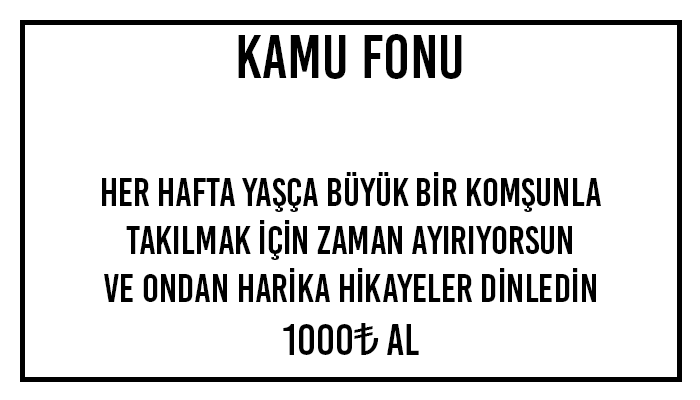 KAMU FONU
HER HAFTA YAŞÇA BÜYÜK BİR KOMŞUNLA
TAKILMAK İÇİN ZAMAN AYIRIYORSUN
VE ONDAN HARİKA HİKAYELER DİNLEDİN
1000₺ AL